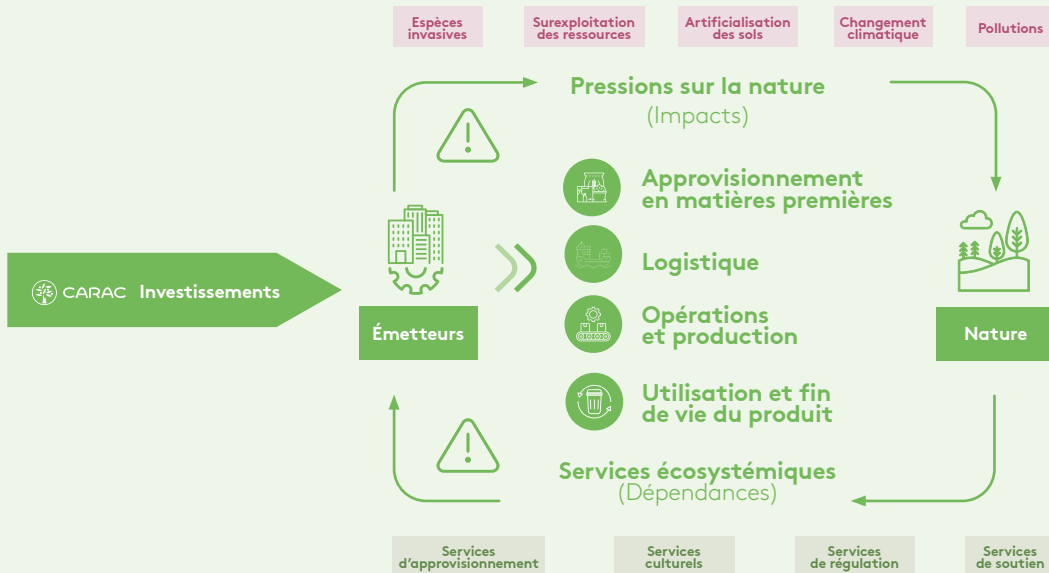 Espèces
invasives
Surexploitation
des ressources
Artificialisation
des sols
Changement
climatique
Pollutions
Pressions sur la nature
(Impacts)
Approvisionnement
en matières premières
Logistique
CARAC Investissements
Émetteurs
Opérations
et production
Nature
Utilisation et fin
de vie du produit
Services écosystémiques
(Dépendances)
Services
d'approvisionnement
Services
culturels
Services
de régulation
Services
de soutien